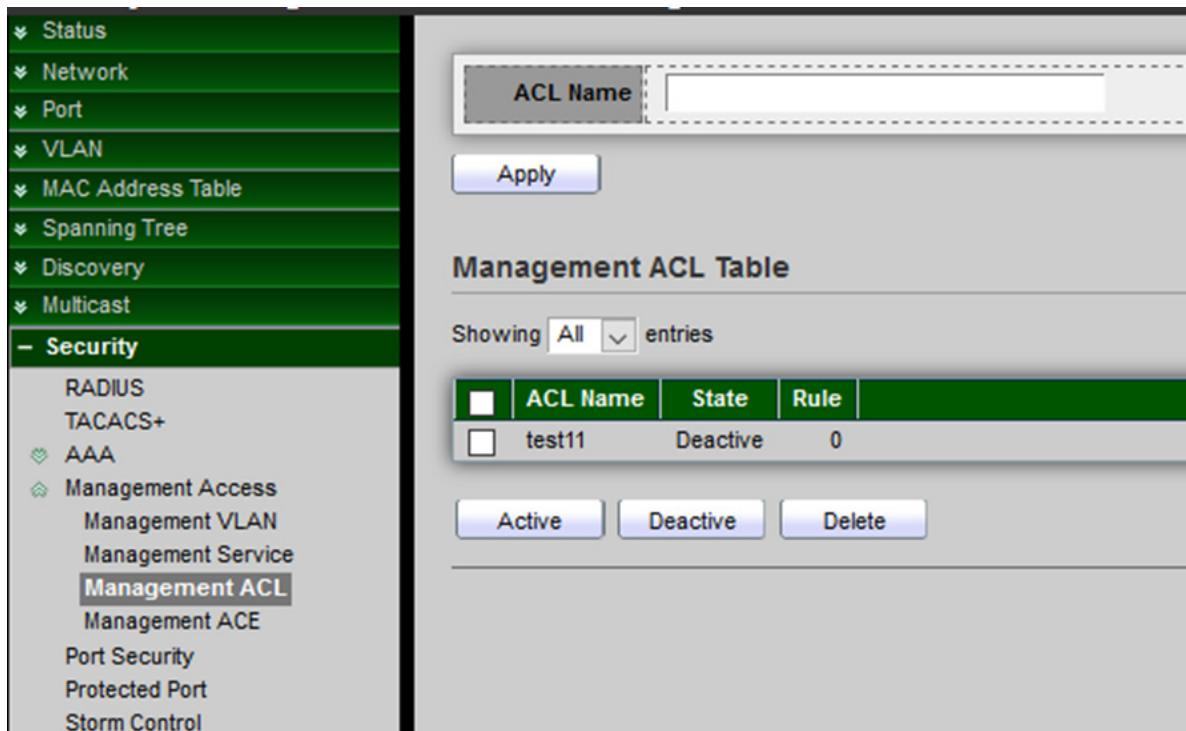 Status
Network
Port
VLAN
MAC Address Table
Spanning Tree
Discovery
Multicast
Security
RADIUS
TACACS+
AAA
Management Access
Management VLAN
Management Service
Management ACL
Management ACE
Port Security
Protected Port
Storm Control
ACL Name
Apply
Management ACL Table
Showing All entries
ACL Name State Rule
test11 Deactive 0
Active Deactive Delete